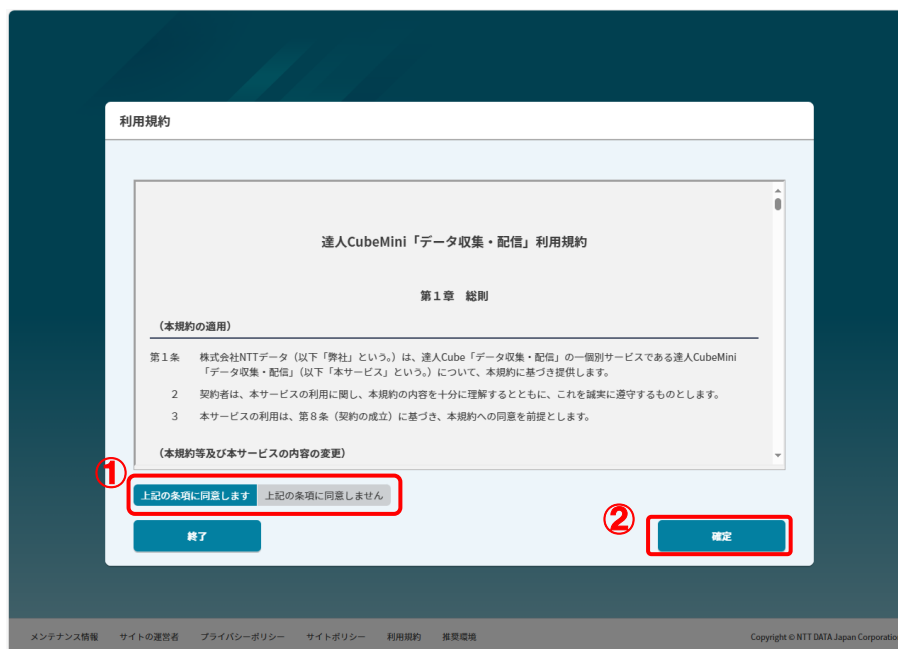 利用規約
達人CubeMini「データ収集・配信」利用規約
第1章 総則
（本規約の適用）
第1条 株式会社NTTデータ（以下「弊社」という。）は、達人Cube「データ収集・配信」の一個別サービスである達人CubeMini
「データ収集・配信」（以下「本サービス」という。）について、本規約に基づき提供します。
2 契約者は、本サービスの利用に関し、本規約の内容を十分に理解するとともに、これを誠実に遵守するものとします。
3 本サービスの利用は、第8条（契約の成立）に基づき、本規約への同意を前提とします。
（本規約等及び本サービスの内容の変更）
①
上記の条項に同意します 上記の条項に同意しません
②
終了 確定
メンテナンス情報 サイトの運営者 プライバシーポリシー サイトポリシー 利用規約 推奨環境 Copyright © NTT DATA Japan Corporatio